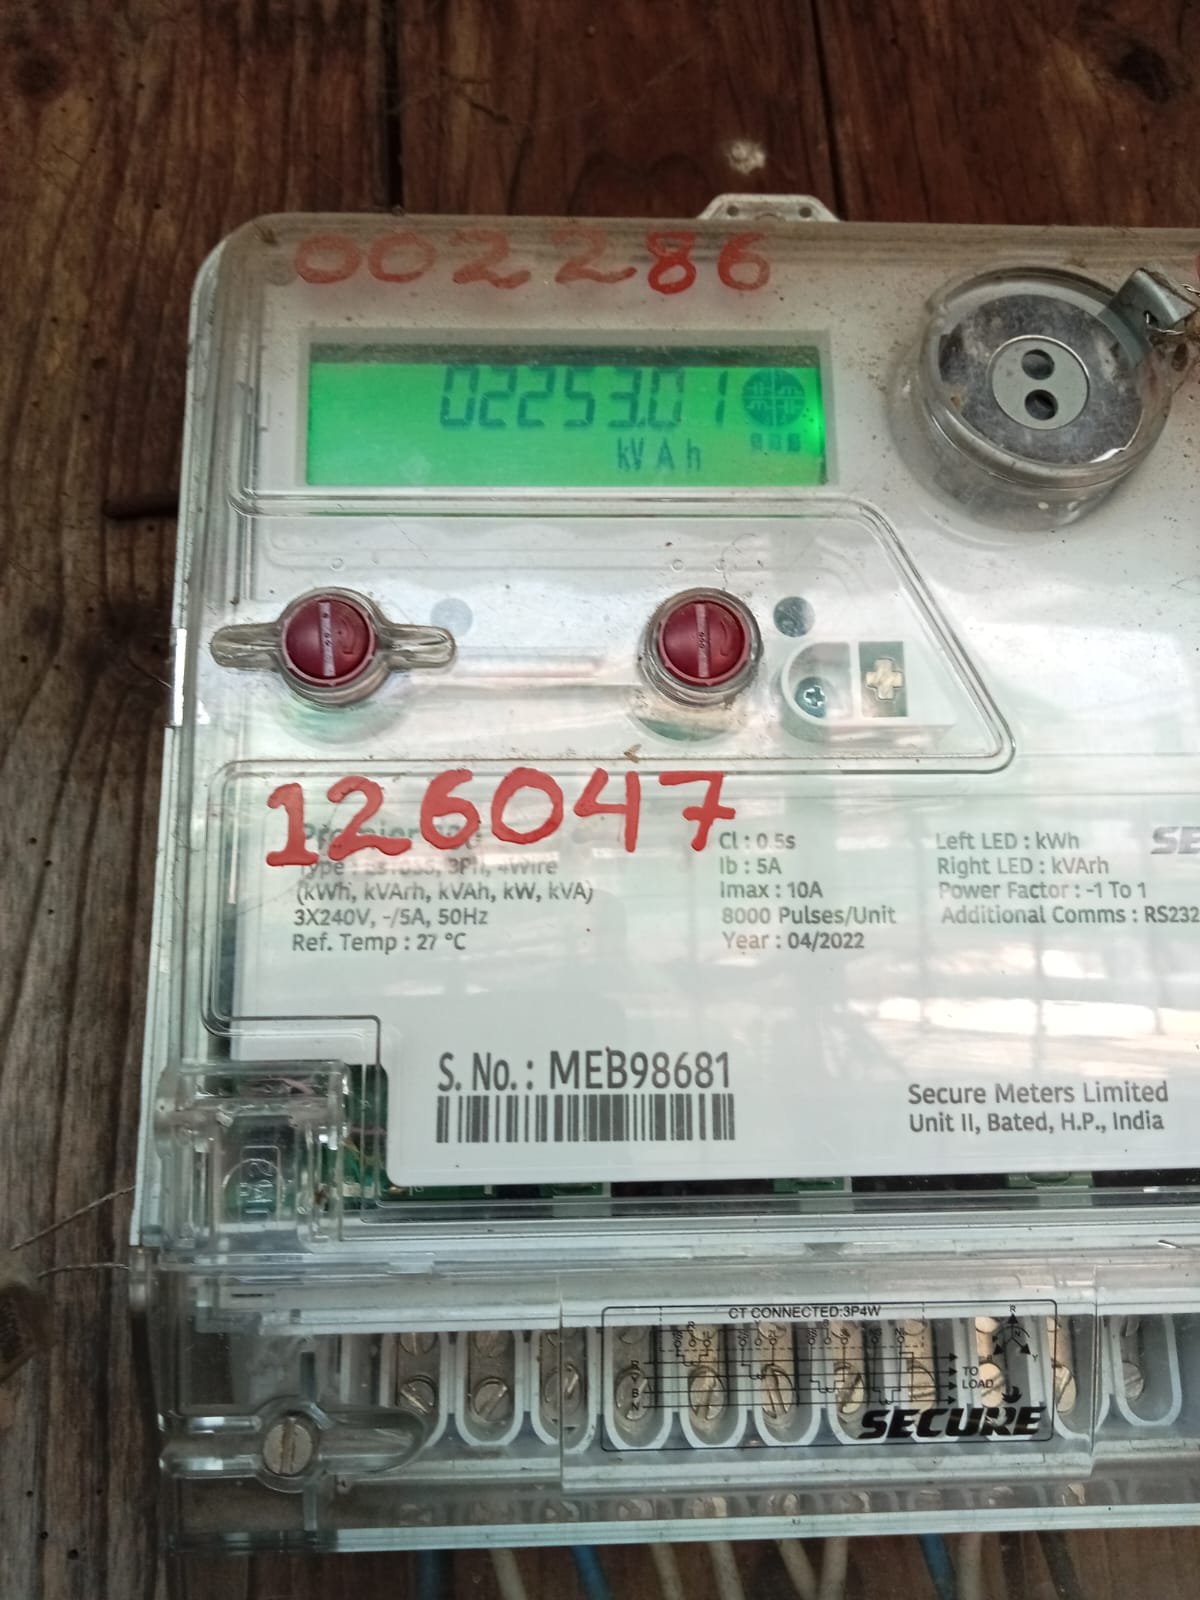 002286
02253.01
kVAh
126047
3Ph, 4Wire
(kWh, kVArh, kVAh, kW, kVA)
3X240V, -/5A, 50Hz
Ref. Temp : 27 °C
Cl : 0.5s
Ib : 5A
Imax : 10A
8000 Pulses/Unit
Year : 04/2022
Left LED : kWh
Right LED : kVArh
Power Factor : -1 To 1
Additional Comms : RS232
S. No. : MEB98681
Secure Meters Limited
Unit II, Bated, H.P., India
CT CONNECTED:3P4W
R
Y
B
N
TO
LOAD
SECURE